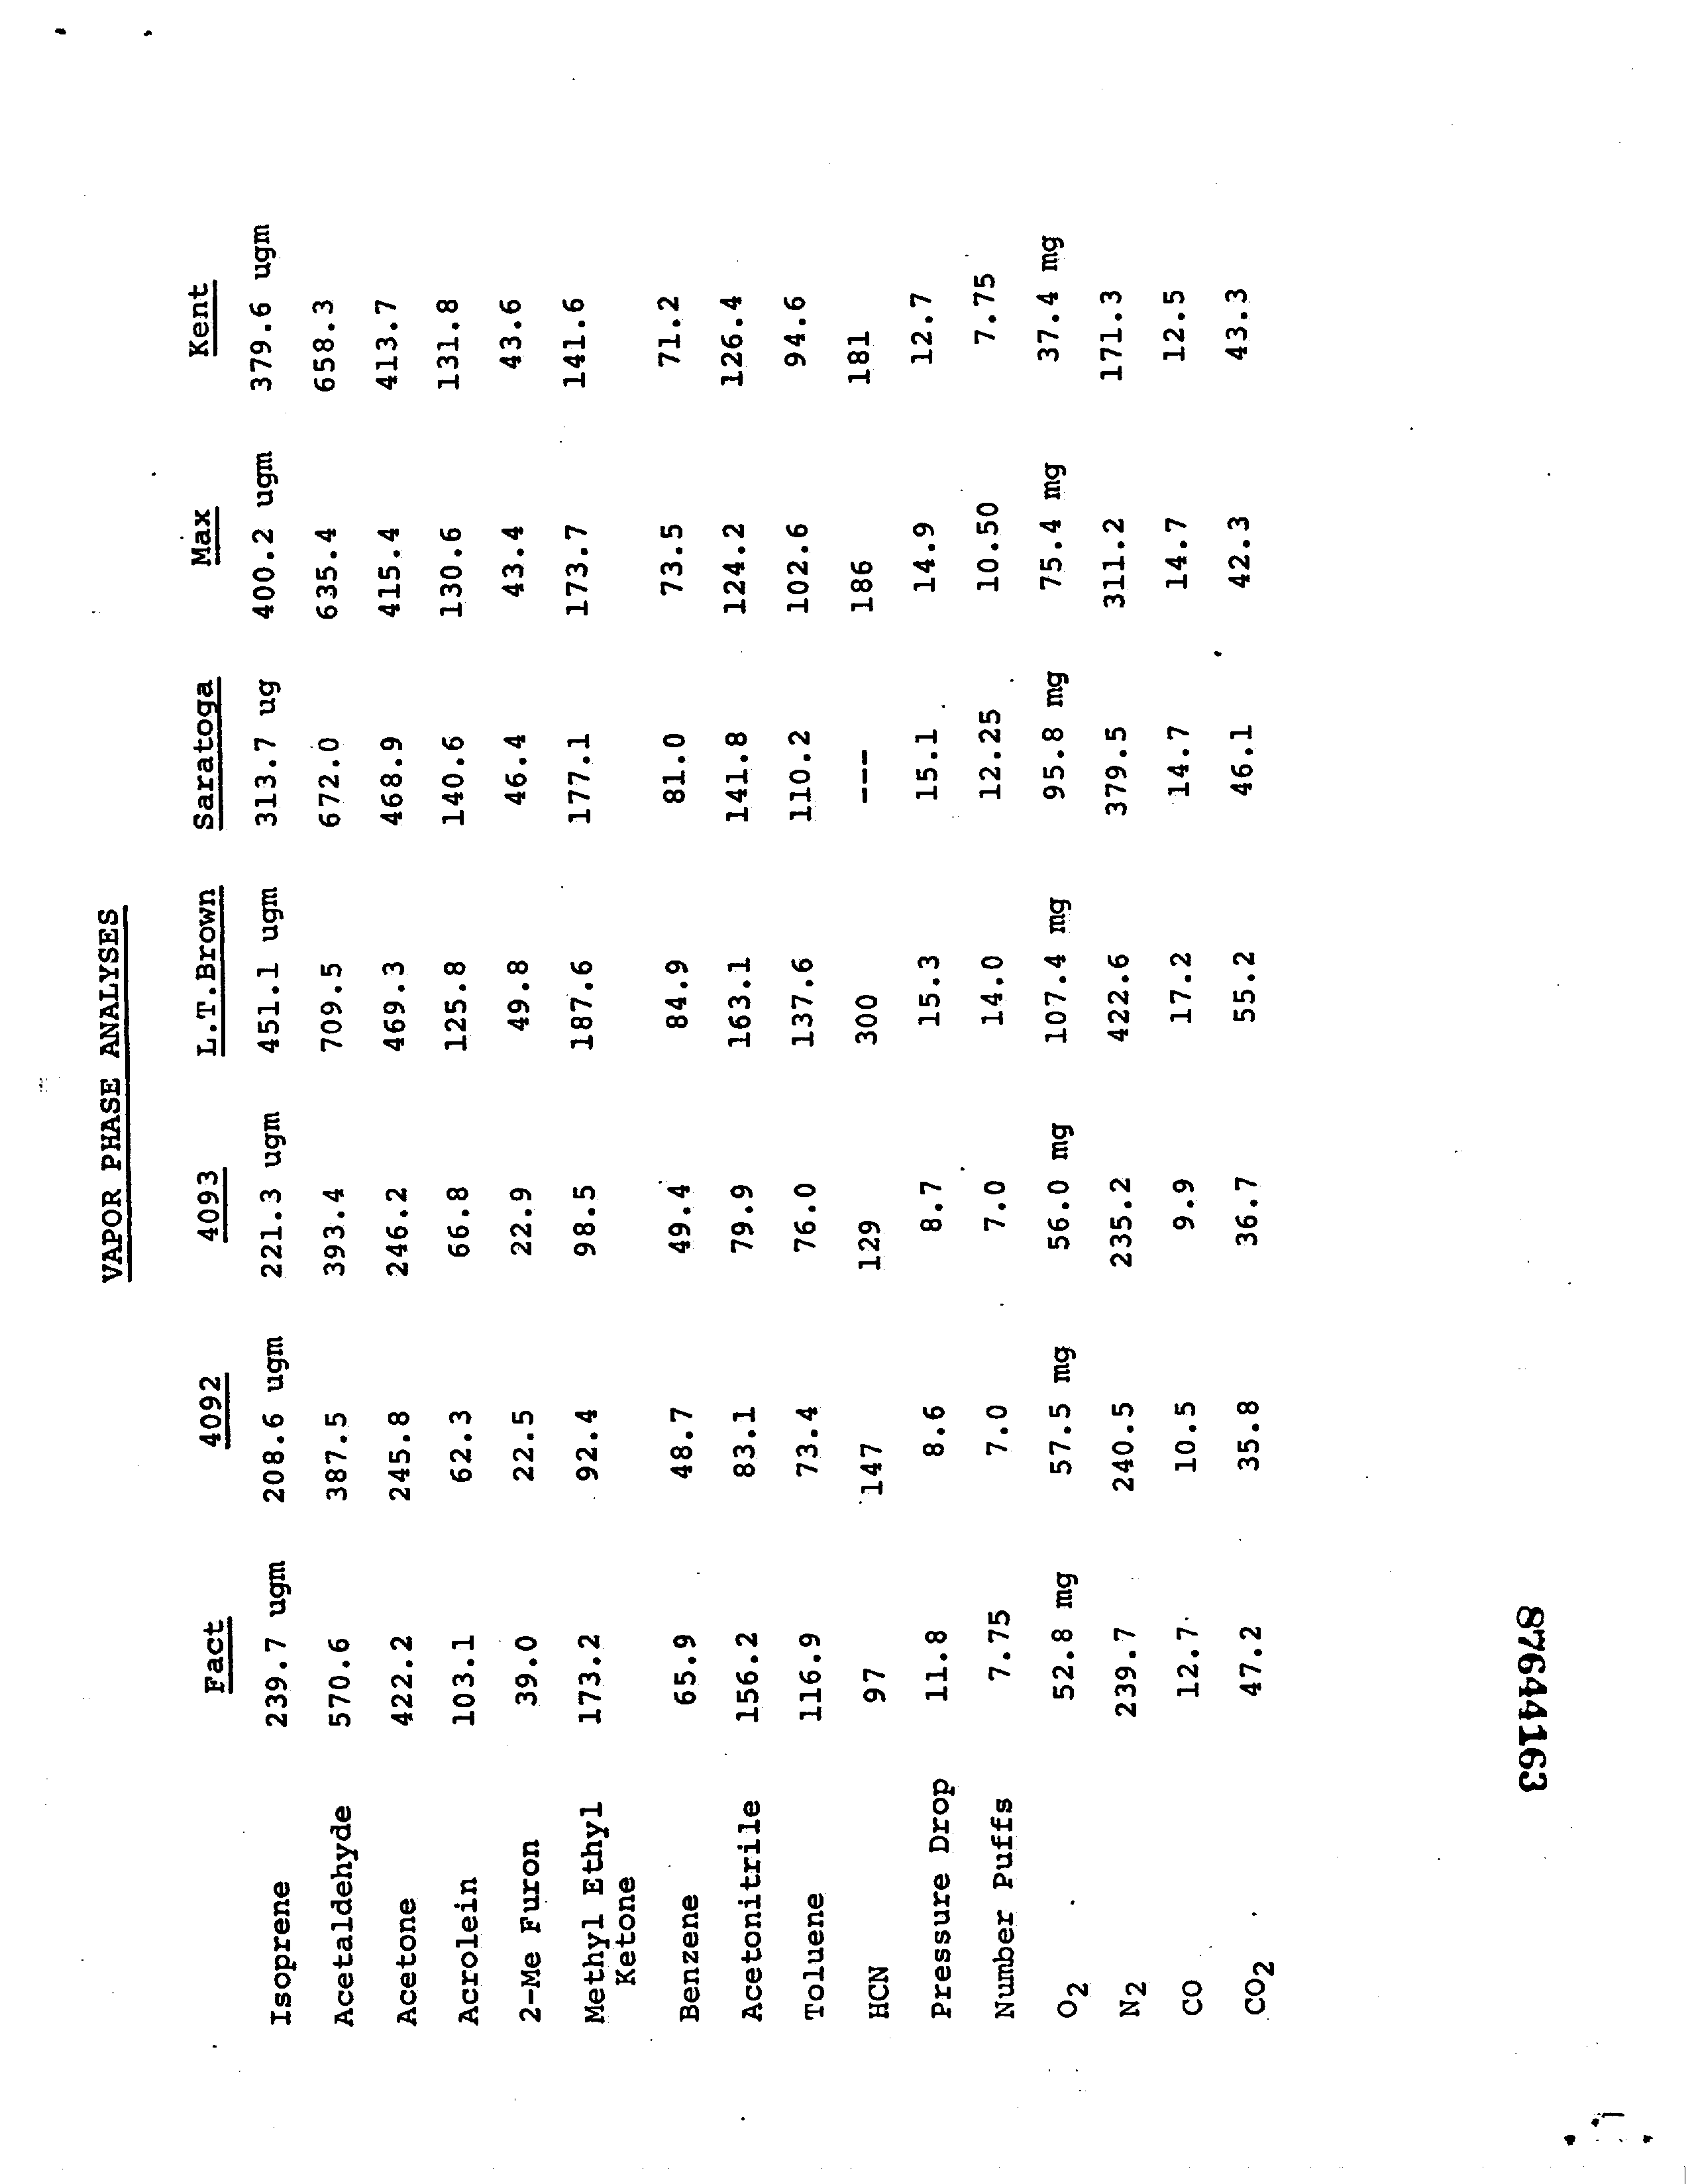 VAPOR PHASE ANALYSES
Fact 4092 4093 L.T.Brown Saratoga Max Kent
Isoprene 239.7 ugm 208.6 ugm 221.3 ugm 451.1 ugm 313.7 ug 400.2 ugm 379.6 ugm
Acetaldehyde 570.6 387.5 393.4 709.5 672.0 635.4 658.3
Acetone 422.2 245.8 246.2 469.3 468.9 415.4 413.7
Acrolein 103.1 62.3 66.8 125.8 140.6 130.6 131.8
2-Me Furon 39.0 22.5 22.9 49.8 46.4 43.4 43.6
Methyl Ethyl 173.2 92.4 98.5 187.6 177.1 173.7 141.6
Ketone
Benzene 65.9 48.7 49.4 84.9 81.0 73.5 71.2
Acetonitrile 156.2 83.1 79.9 163.1 141.8 124.2 126.4
Toluene 116.9 73.4 76.0 137.6 110.2 102.6 94.6
HCN 97 147 129 300 --- 186 181
Pressure Drop 11.8 8.6 8.7 15.3 15.1 14.9 12.7
Number Puffs 7.75 7.0 7.0 14.0 12.25 10.50 7.75
O2 52.8 mg 57.5 mg 56.0 mg 107.4 mg 95.8 mg 75.4 mg 37.4 mg
N2 239.7 240.5 235.2 422.6 379.5 311.2 171.3
CO 12.7 10.5 9.9 17.2 14.7 14.7 12.5
CO2 47.2 35.8 36.7 55.2 46.1 42.3 43.3
87644163